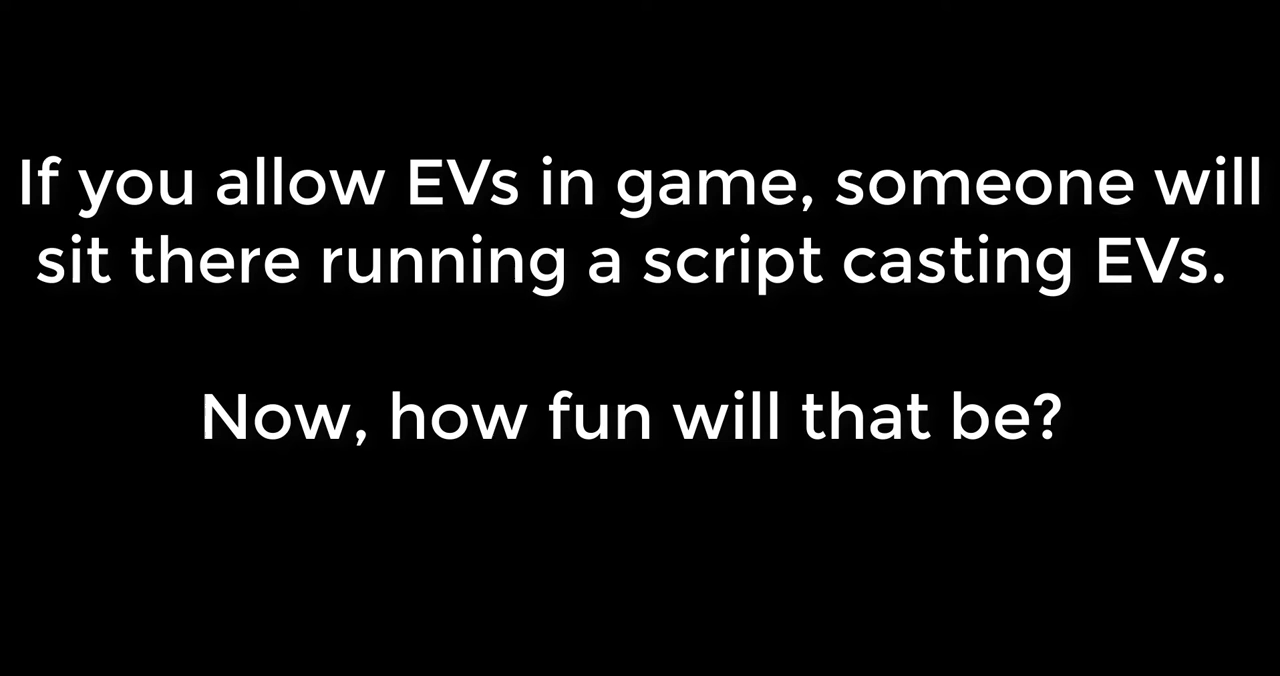 If you allow EVs in game, someone will
sit there running a script casting EVs.
Now, how fun will that be?